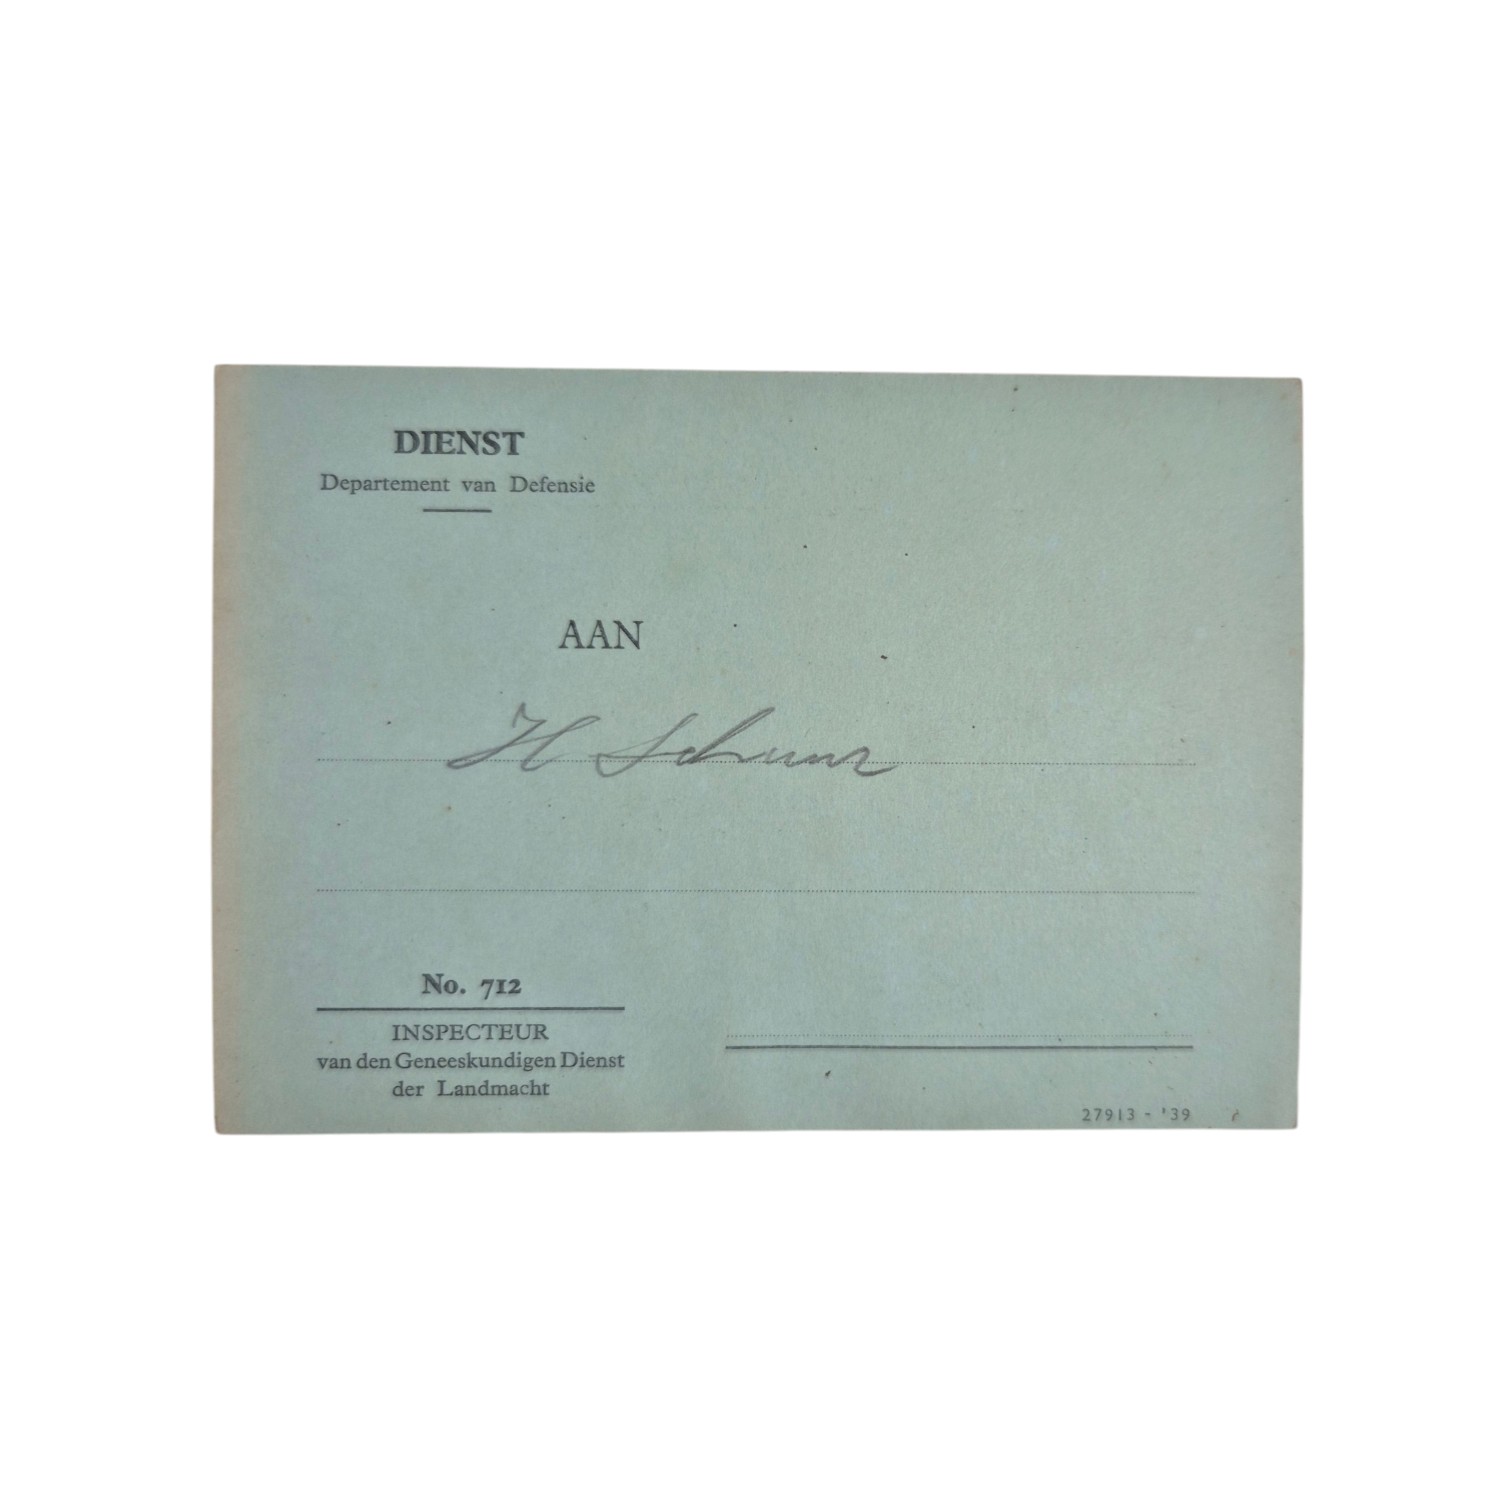 DIENST
Departement van Defensie
AAN
H Schuur
No. 712
INSPECTEUR
van den Geneeskundigen Dienst
der Landmacht
27913 - '39